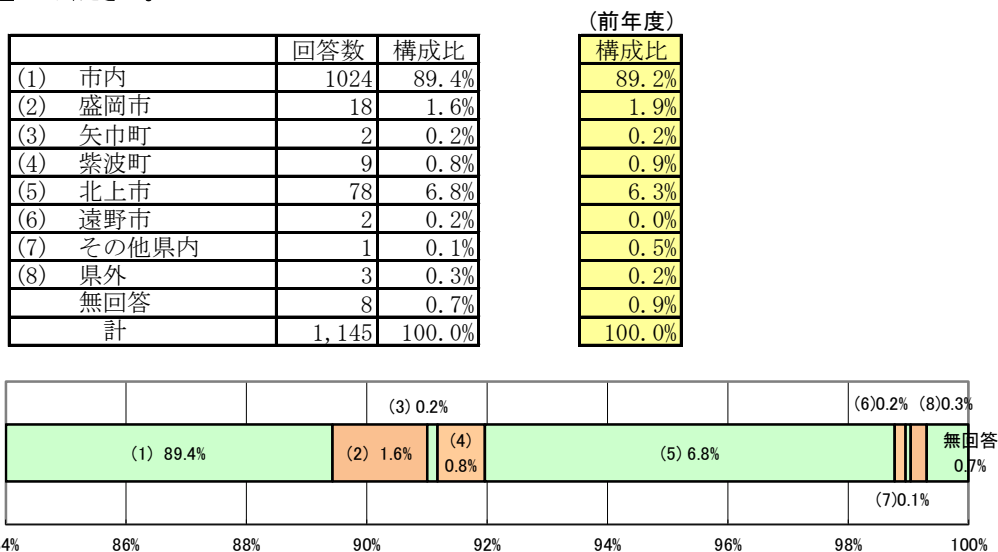 (前年度)
回答数 構成比 構成比
(1) 市内 1024 89.4% 89.2%
(2) 盛岡市 18 1.6% 1.9%
(3) 矢巾町 2 0.2% 0.2%
(4) 紫波町 9 0.8% 0.9%
(5) 北上市 78 6.8% 6.3%
(6) 遠野市 2 0.2% 0.0%
(7) その他県内 1 0.1% 0.5%
(8) 県外 3 0.3% 0.2%
無回答 8 0.7% 0.9%
計 1,145 100.0% 100.0%
(3) 0.2% (6)0.2% (8)0.3%
(1) 89.4% (2) 1.6% (4) 0.8% (5) 6.8% 無回答 0.7%
(7)0.1%
4% 86% 88% 90% 92% 94% 96% 98% 100%